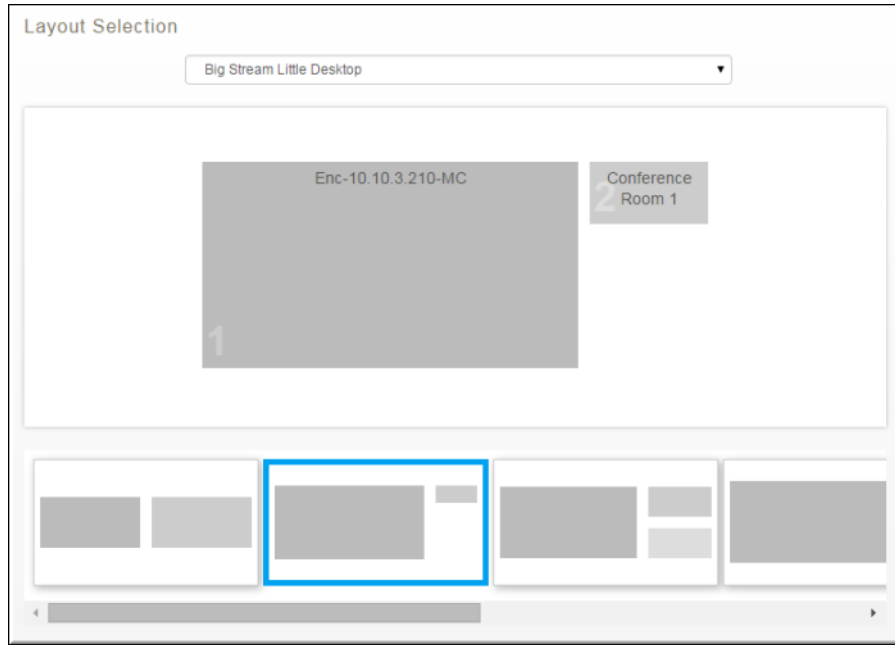 Layout Selection
Big Stream Little Desktop
Enc-10.10.3.210-MC
1
Conference
2
Room 1